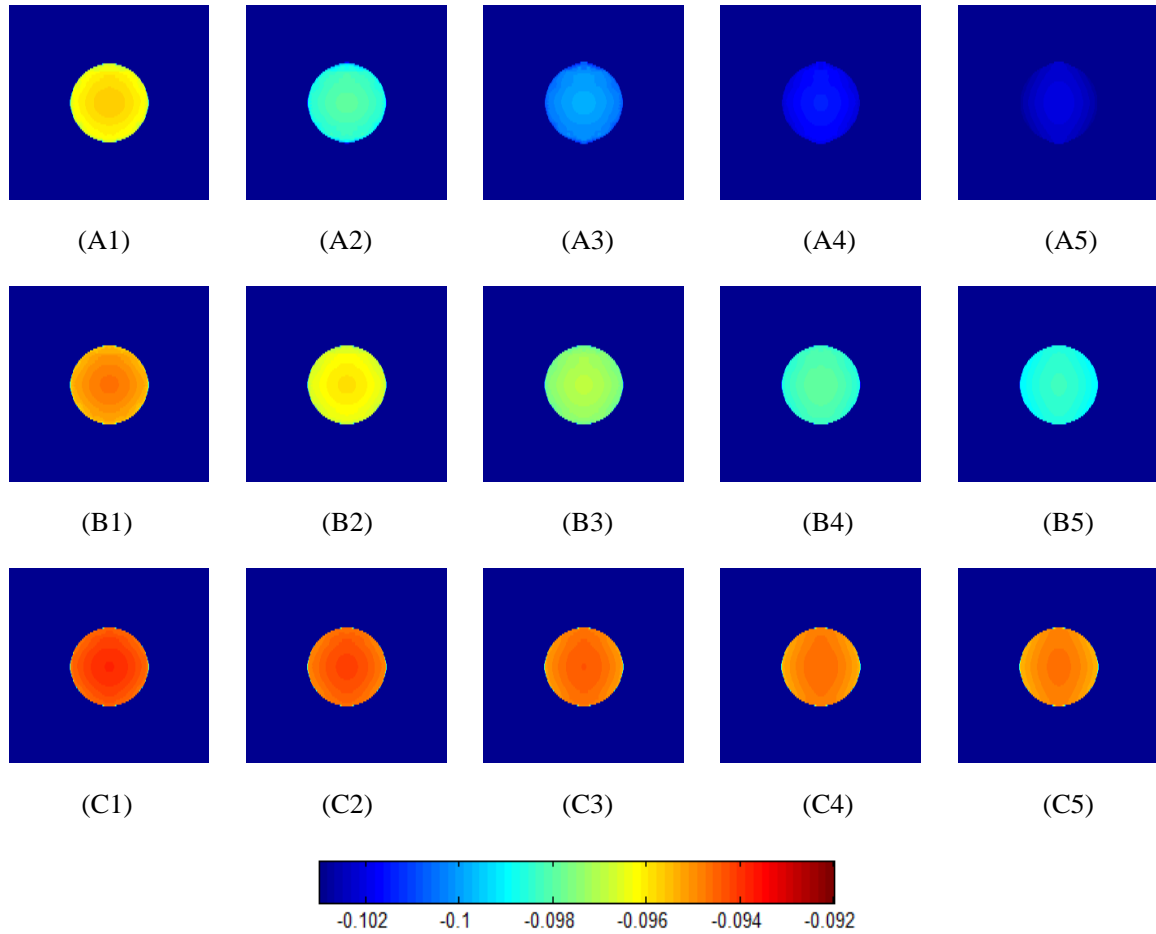 (A1) (A2) (A3) (A4) (A5)
(B1) (B2) (B3) (B4) (B5)
(C1) (C2) (C3) (C4) (C5)
-0.102 -0.1 -0.098 -0.096 -0.094 -0.092